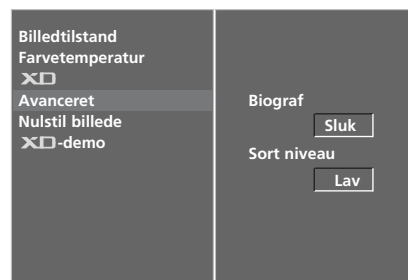 Billedtilstand
Farvetemperatur
XD
Avanceret
Nulstil billede
XD-demo
Biograf
Sluk
Sort niveau
Lav